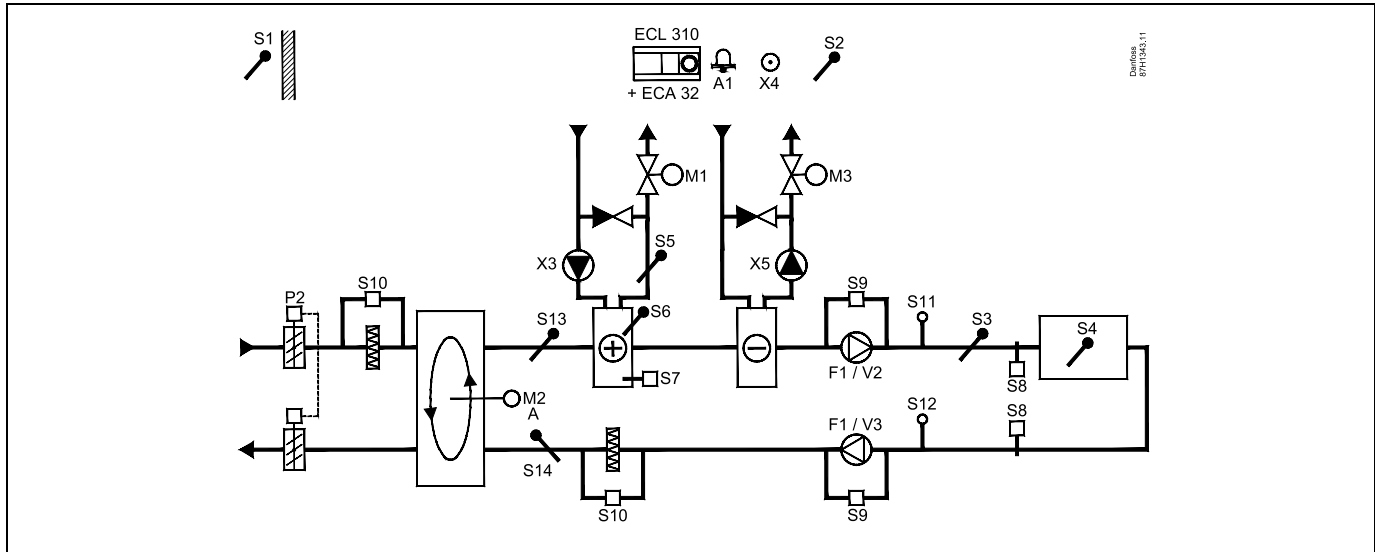 S1
ECL 310
+ ECA 32
A1
X4
S2
Danfoss
87H1343.11
M1
M3
S5
X3
X5
P2
S10
S13
S6
S9
S11
S3
S4
S7
F1 / V2
S8
M2
A
S12
S8
F1 / V3
S14
S10
S9